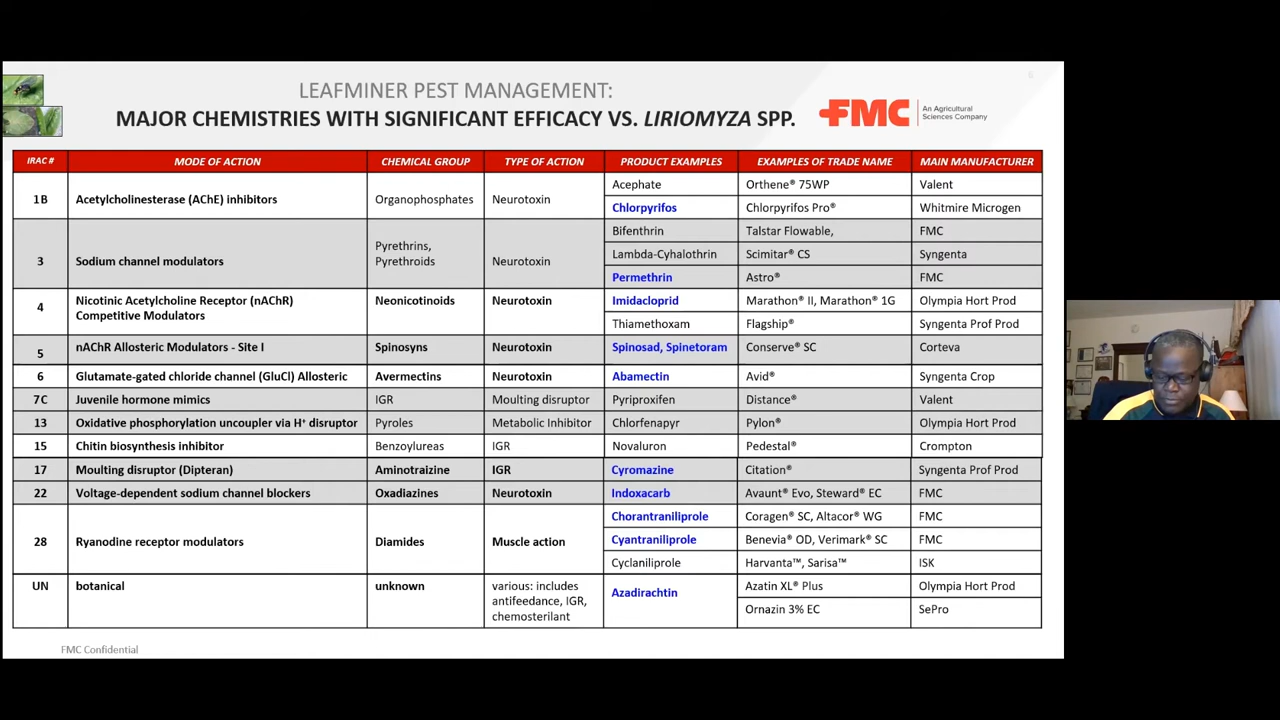 6
LEAFMINER PEST MANAGEMENT:
MAJOR CHEMISTRIES WITH SIGNIFICANT EFFICACY VS. LIRIOMYZA SPP.
FMC
An Agricultural
Sciences Company
IRAC # MODE OF ACTION CHEMICAL GROUP TYPE OF ACTION PRODUCT EXAMPLES EXAMPLES OF TRADE NAME MAIN MANUFACTURER
1B Acetylcholinesterase (AChE) inhibitors Organophosphates Neurotoxin Acephate Orthene® 75WP Valent
Chlorpyrifos Chlorpyrifos Pro® Whitmire Microgen
3 Sodium channel modulators Pyrethrins,
Pyrethroids Neurotoxin Bifenthrin Talstar Flowable, FMC
Lambda-Cyhalothrin Scimitar® CS Syngenta
Permethrin Astro® FMC
4 Nicotinic Acetylcholine Receptor (nAChR)
Competitive Modulators Neonicotinoids Neurotoxin Imidacloprid Marathon® II, Marathon® 1G Olympia Hort Prod
Thiamethoxam Flagship® Syngenta Prof Prod
5 nAChR Allosteric Modulators - Site I Spinosyns Neurotoxin Spinosad, Spinetoram Conserve® SC Corteva
6 Glutamate-gated chloride channel (GluCl) Allosteric Avermectins Neurotoxin Abamectin Avid® Syngenta Crop
7C Juvenile hormone mimics IGR Moulting disruptor Pyriproxifen Distance® Valent
13 Oxidative phosphorylation uncoupler via H⁺ disruptor Pyroles Metabolic Inhibitor Chlorfenapyr Pylon® Olympia Hort Prod
15 Chitin biosynthesis inhibitor Benzoylureas IGR Novaluron Pedestal® Crompton
17 Moulting disruptor (Dipteran) Aminotraizine IGR Cyromazine Citation® Syngenta Prof Prod
22 Voltage-dependent sodium channel blockers Oxadiazines Neurotoxin Indoxacarb Avaunt® Evo, Steward® EC FMC
28 Ryanodine receptor modulators Diamides Muscle action Chorantraniliprole Coragen® SC, Altacor® WG FMC
Cyantraniliprole Benevia® OD, Verimark® SC FMC
Cyclaniliprole Harvanta™, Sarisa™ ISK
UN botanical unknown various: includes
antifeedance, IGR,
chemosterilant Azadirachtin Azatin XL® Plus Olympia Hort Prod
Ornazin 3% EC SePro
FMC Confidential